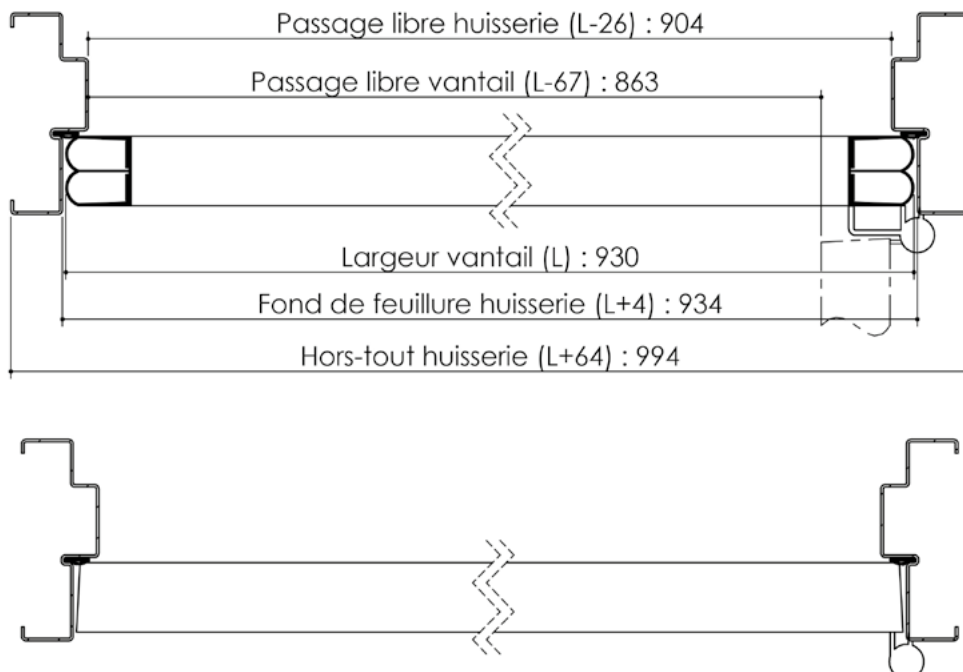 Passage libre huisserie (L-26) : 904
Passage libre vantail (L-67) : 863
Largeur vantail (L) : 930
Fond de feuillure huisserie (L+4) : 934
Hors-tout huisserie (L+64) : 994